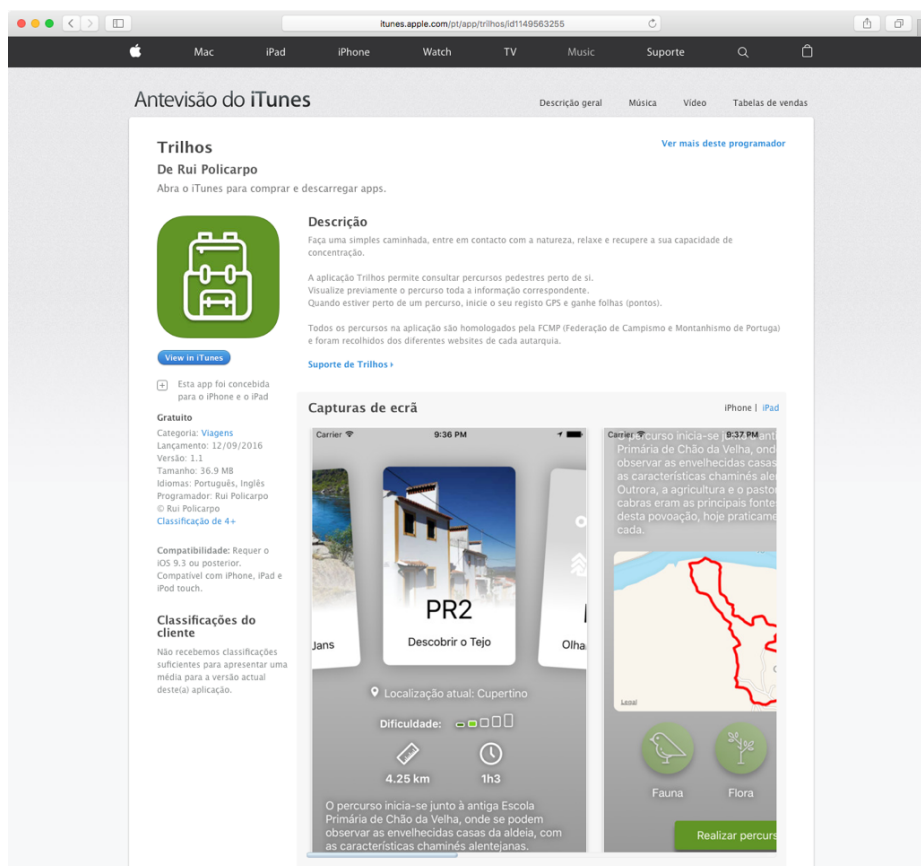 itunes.apple.com/pt/app/trilhos/id1149563255
Mac iPad iPhone Watch TV Music Suporte
Antevisão do iTunes
Descrição geral Música Vídeo Tabelas de vendas
Trilhos
Ver mais deste programador
De Rui Policarpo
Abra o iTunes para comprar e descarregar apps.
Descrição
Faça uma simples caminhada, entre em contacto com a natureza, relaxe e recupere a sua capacidade de
concentração.
A aplicação Trilhos permite consultar percursos pedestres perto de si.
Visualize previamente o percurso toda a informação correspondente.
Quando estiver perto de um percurso, inicie o seu registo GPS e ganhe folhas (pontos).
Todos os percursos na aplicação são homologados pela FCMP (Federação de Campismo e Montanhismo de Portuga)
e foram recolhidos dos diferentes websites de cada autarquia.
Suporte de Trilhos ›
View in iTunes
Esta app foi concebida
para o iPhone e o iPad
Gratuito
Categoria: Viagens
Lançamento: 12/09/2016
Versão: 1.1
Tamanho: 36.9 MB
Idiomas: Português, Inglês
Programador: Rui Policarpo
© Rui Policarpo
Classificação de 4+
Compatibilidade: Requer o
iOS 9.3 ou posterior.
Compatível com iPhone, iPad e
iPod touch.
Classificações do
cliente
Não recebemos classificações
suficientes para apresentar uma
média para a versão actual
deste(a) aplicação.
Capturas de ecrã
iPhone | iPad
Carrier 9:36 PM
PR2
Descobrir o Tejo
Jans
Olha
Localização atual: Cupertino
Dificuldade:
4.25 km 1h3
O percurso inicia-se junto à antiga Escola
Primária de Chão da Velha, onde se podem
observar as envelhecidas casas da aldeia, com
as características chaminés alentejanas.
Carrier 9:37 PM
percurso inicia-se
Primária de Chão da Velha, ond
observar as envelhecidas casas
as características chaminés ale
Outrora, a agricultura e o pasto
cabras eram as principais fonte
desta povoação, hoje praticame
cada.
Legal
Fauna Flora
Realizar percurs